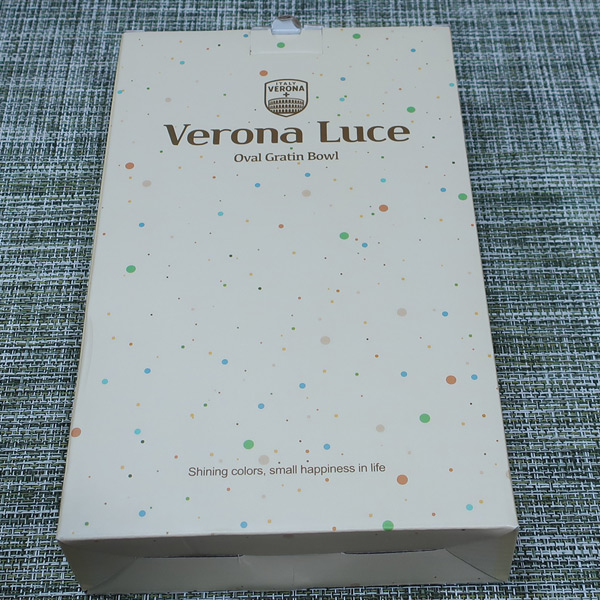 ITALY
VERONA
Verona Luce
Oval Gratin Bowl
Shining colors, small happiness in life